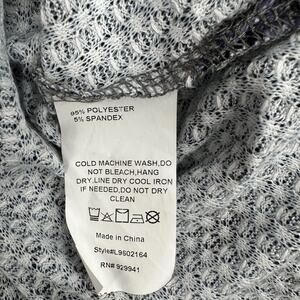 95% POLYESTER
5% SPANDEX
COLD MACHINE WASH,DO
NOT BLEACH,HANG
DRY.LINE DRY COOL IRON
IF NEEDED,DO NOT DRY
CLEAN
Made in China
Style#L9802164
RN# 929941